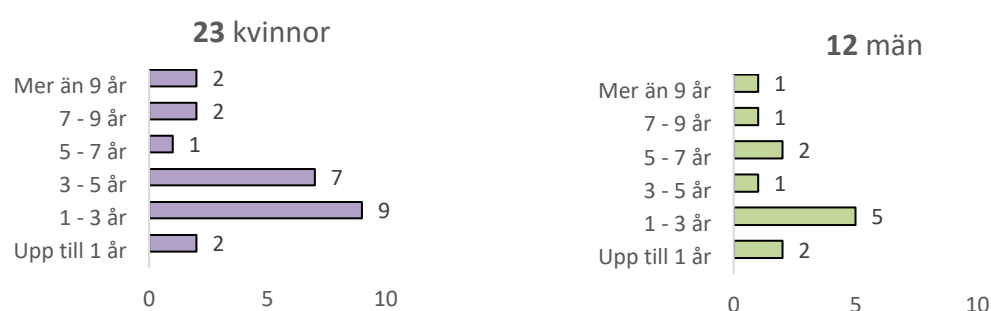 23 kvinnor
Mer än 9 år 2
7 - 9 år 2
5 - 7 år 1
3 - 5 år 7
1 - 3 år 9
Upp till 1 år 2
0 5 10
12 män
Mer än 9 år 1
7 - 9 år 1
5 - 7 år 2
3 - 5 år 1
1 - 3 år 5
Upp till 1 år 2
0 5 10